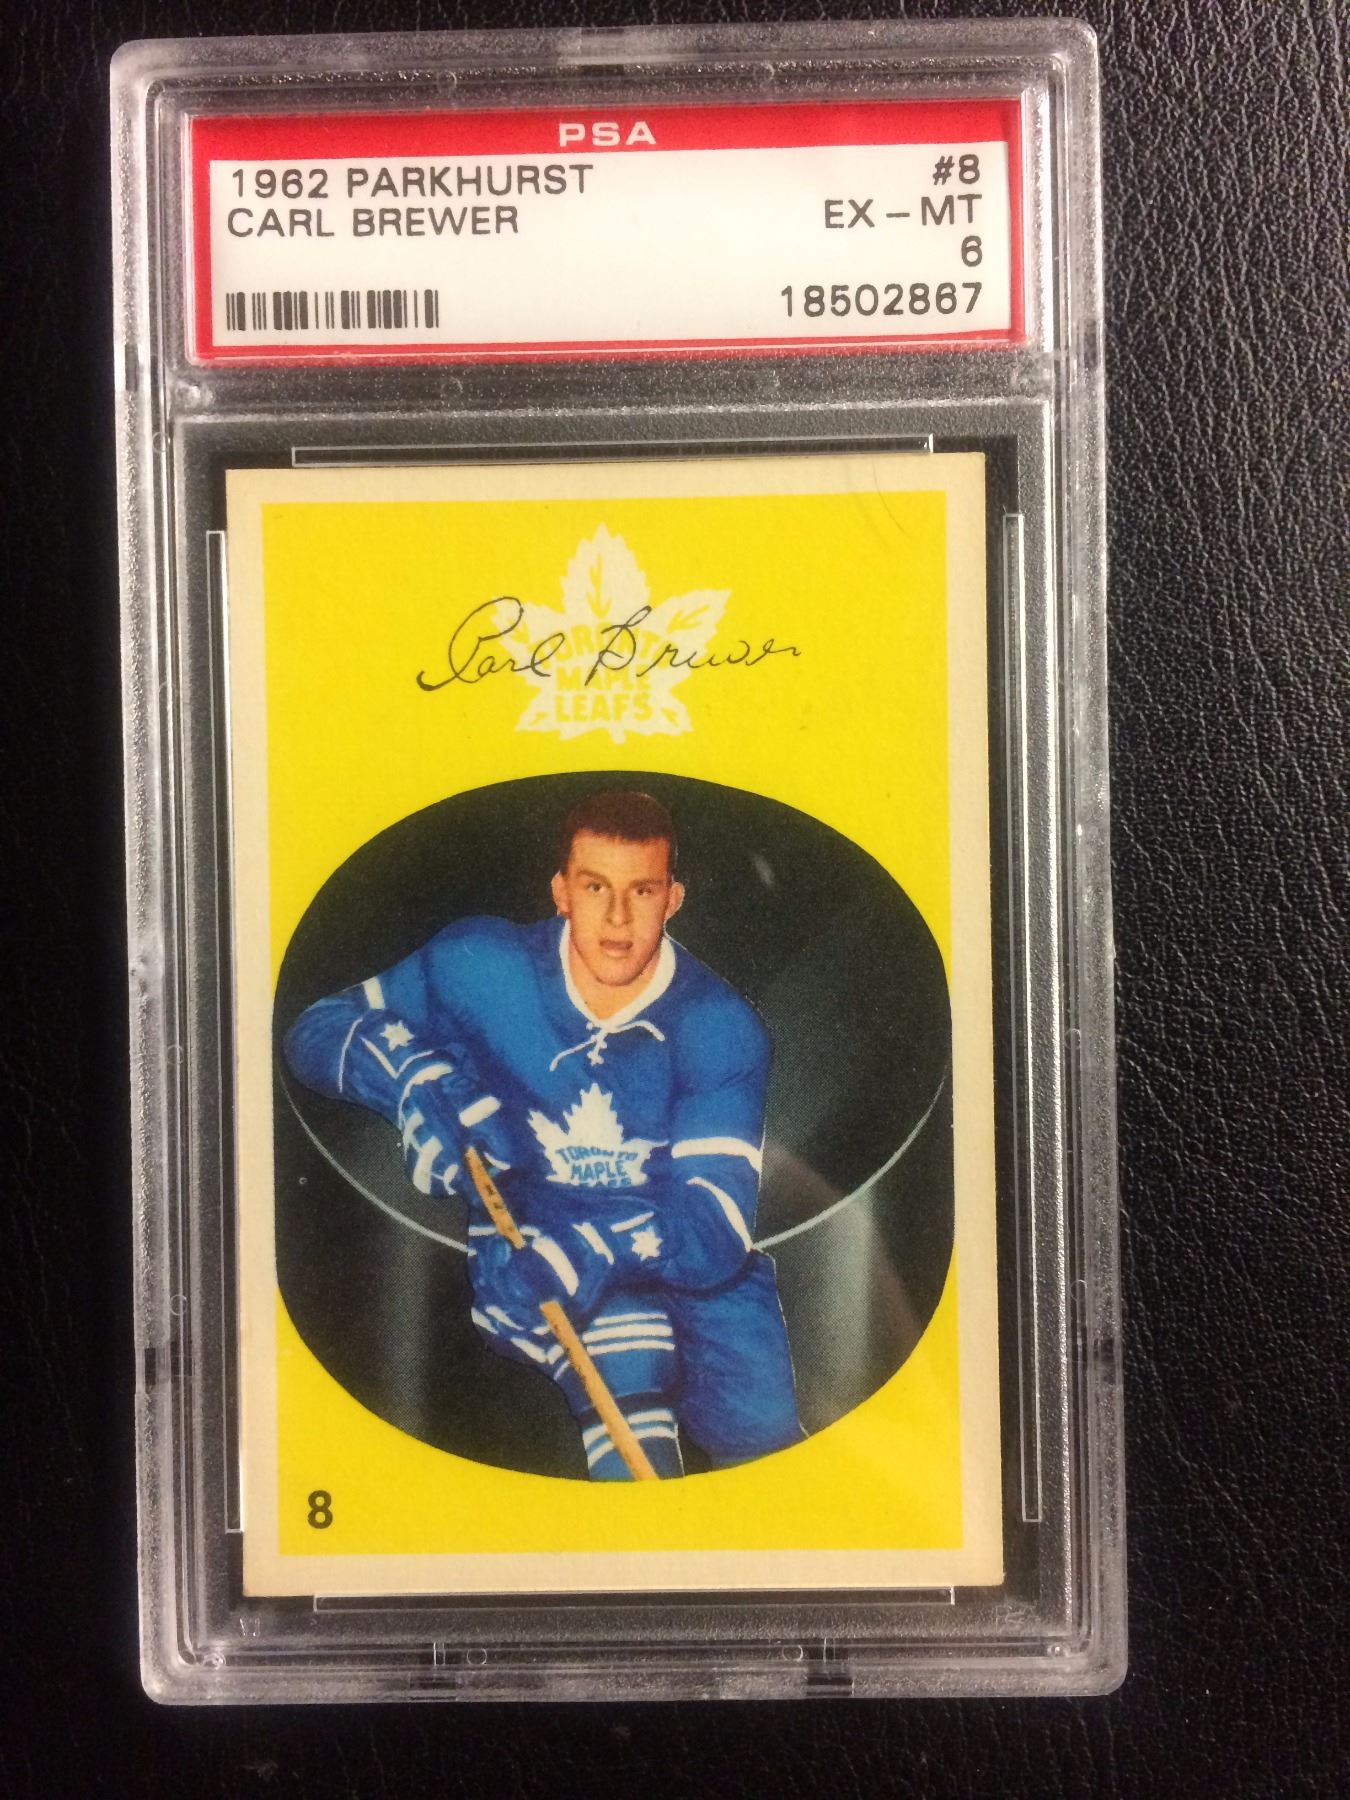 PSA
1962 PARKHURST #8
CARL BREWER EX - MT
6
18502867
Carl Brewer
TORONTO
MAPLE
LEAFS
TORONTO
MAPLE
LEAFS
8